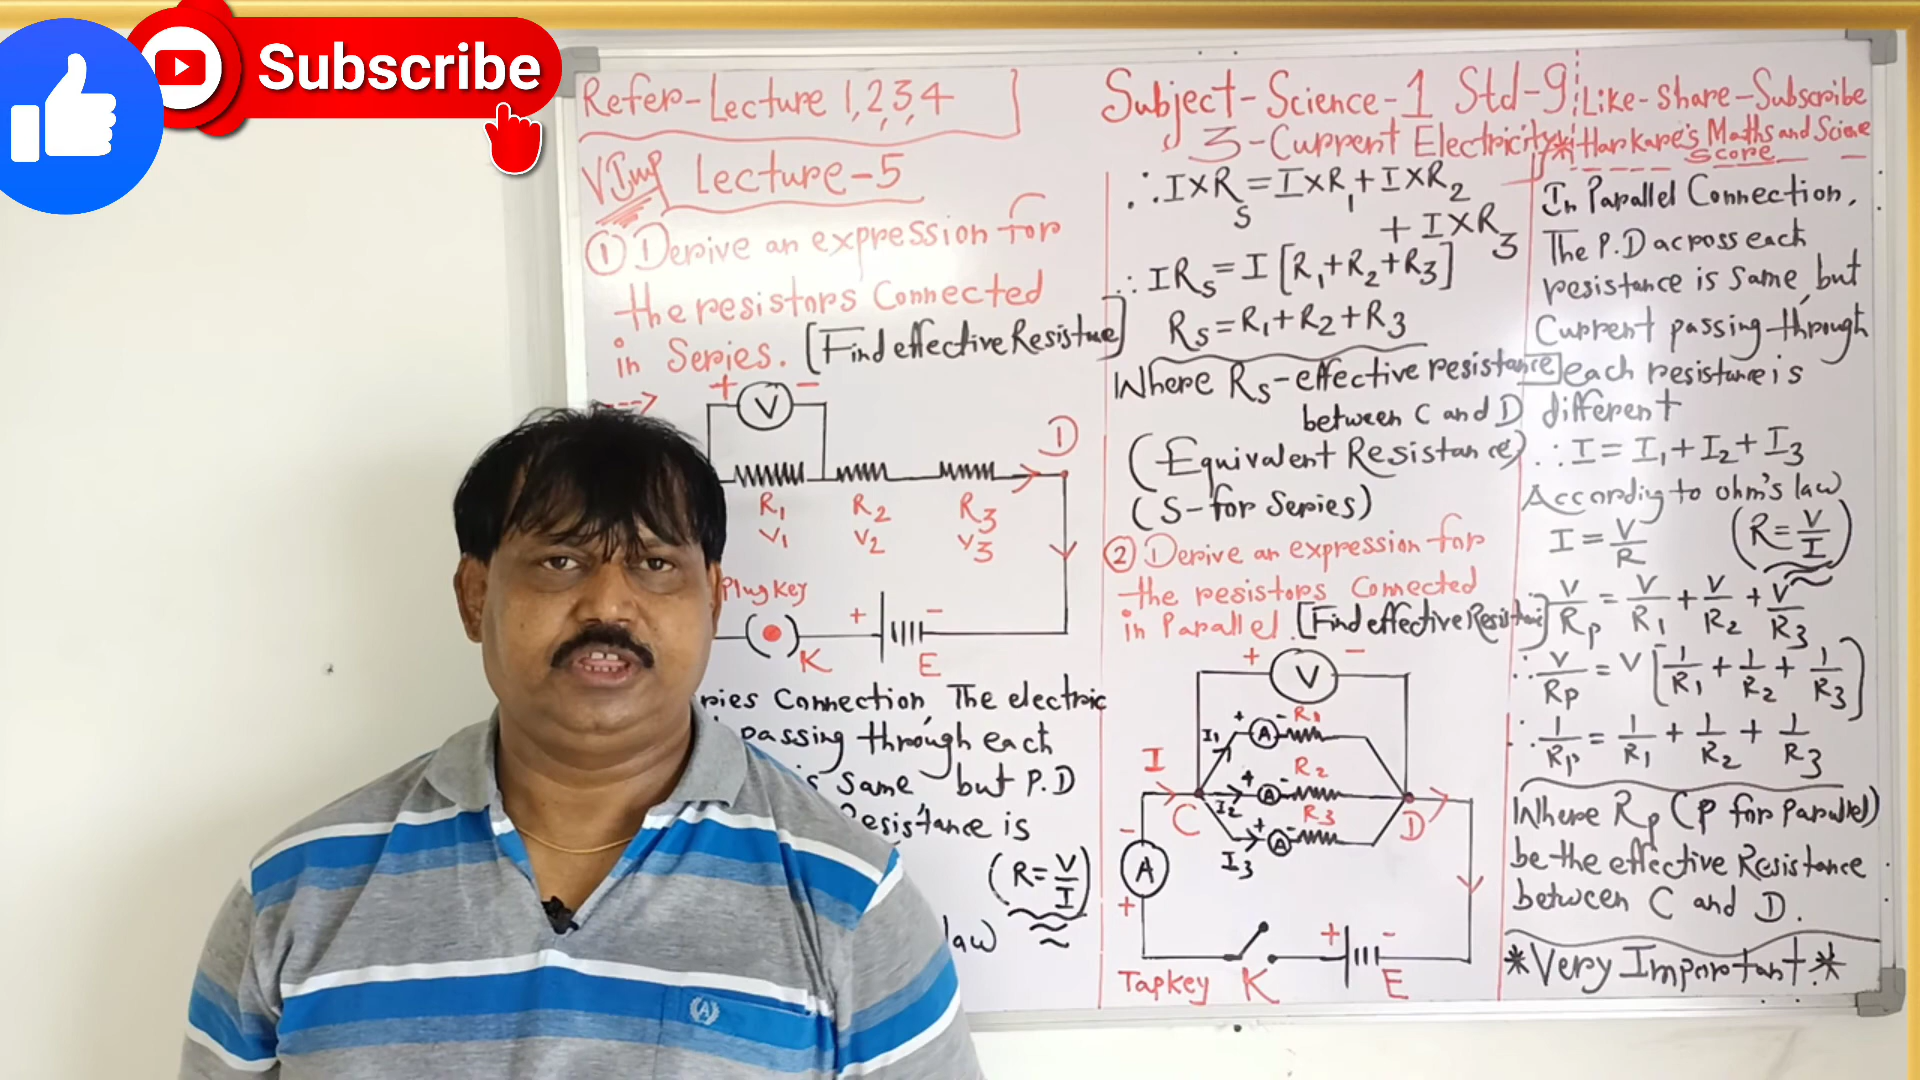 Subscribe
Refer-Lecture 1,2,3,4
VImp Lecture-5
① Derive an expression for
the resistors Connected
in Series. [Find effective Resistnce]
+ V -
D
R1 R2 R3
V1 V2 V3
Plug key
+ -
K E
ries Connection, The electric
passing through each
is same but P.D
Resistance is
(R=V/I)
law)
Subject-Science-1 Std-9
3-Current Electricity
∴ I×Rs = I×R1 + I×R2
+ I×R3
∴ IRs = I [R1+R2+R3]
Rs = R1+R2+R3
Where Rs-effective resistance
between C and D
(Equivalent Resistance)
(S-for Series)
② Derive an expression for
the resistors Connected
in Parallel. [Find effective Resistnce]
+ V -
I1 + A - R1
I C I2 + A - R2 D
I3 + A - R3
- A +
+ -
Tapkey K E
Like-Share-Subscribe
* Harkare's Maths and Science
Score
In Parallel Connection,
The P.D across each
resistance is same, but
Current passing through
each resistance is
different
∴ I = I1+I2+I3
According to ohm's law
I = V/R (R=V/I)
V/Rp = V/R1 + V/R2 + V/R3
∴ V/Rp = V [1/R1 + 1/R2 + 1/R3]
∴ 1/Rp = 1/R1 + 1/R2 + 1/R3
Where Rp (P for Parallel)
be the effective Resistance
between C and D.
*Very Important.*